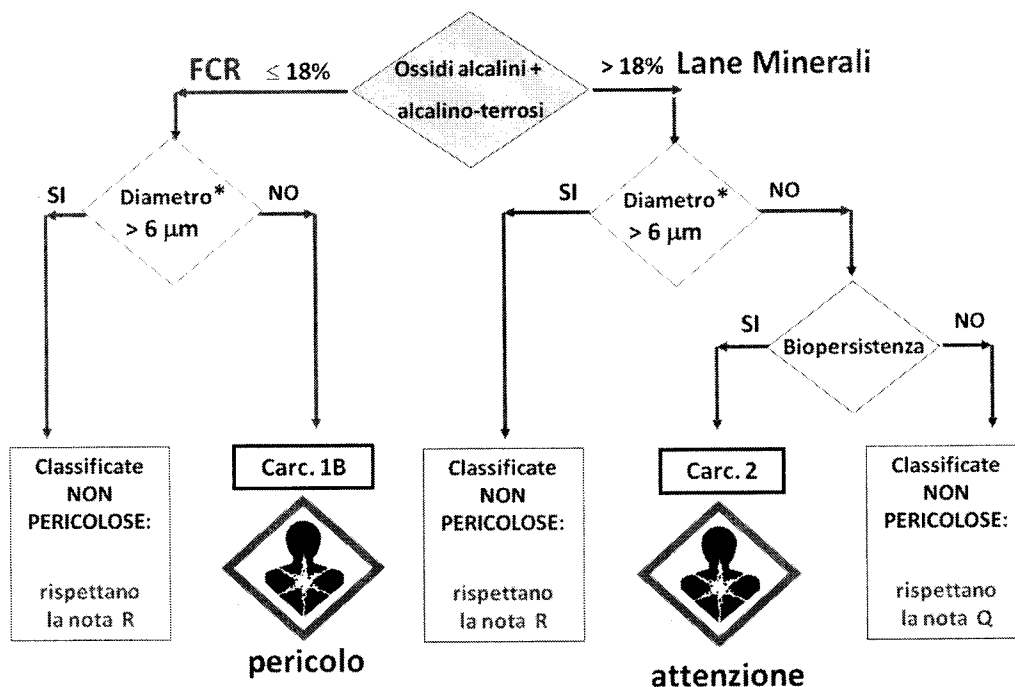 FCR ≤ 18%
Ossidi alcalini +
alcalino-terrosi
> 18% Lane Minerali
SI
Diametro*
> 6 µm
NO
SI
Diametro*
> 6 µm
NO
SI
Biopersistenza
NO
Classificate
NON
PERICOLOSE:
rispettano
la nota R
Carc. 1B
pericolo
Classificate
NON
PERICOLOSE:
rispettano
la nota R
Carc. 2
attenzione
Classificate
NON
PERICOLOSE:
rispettano
la nota Q